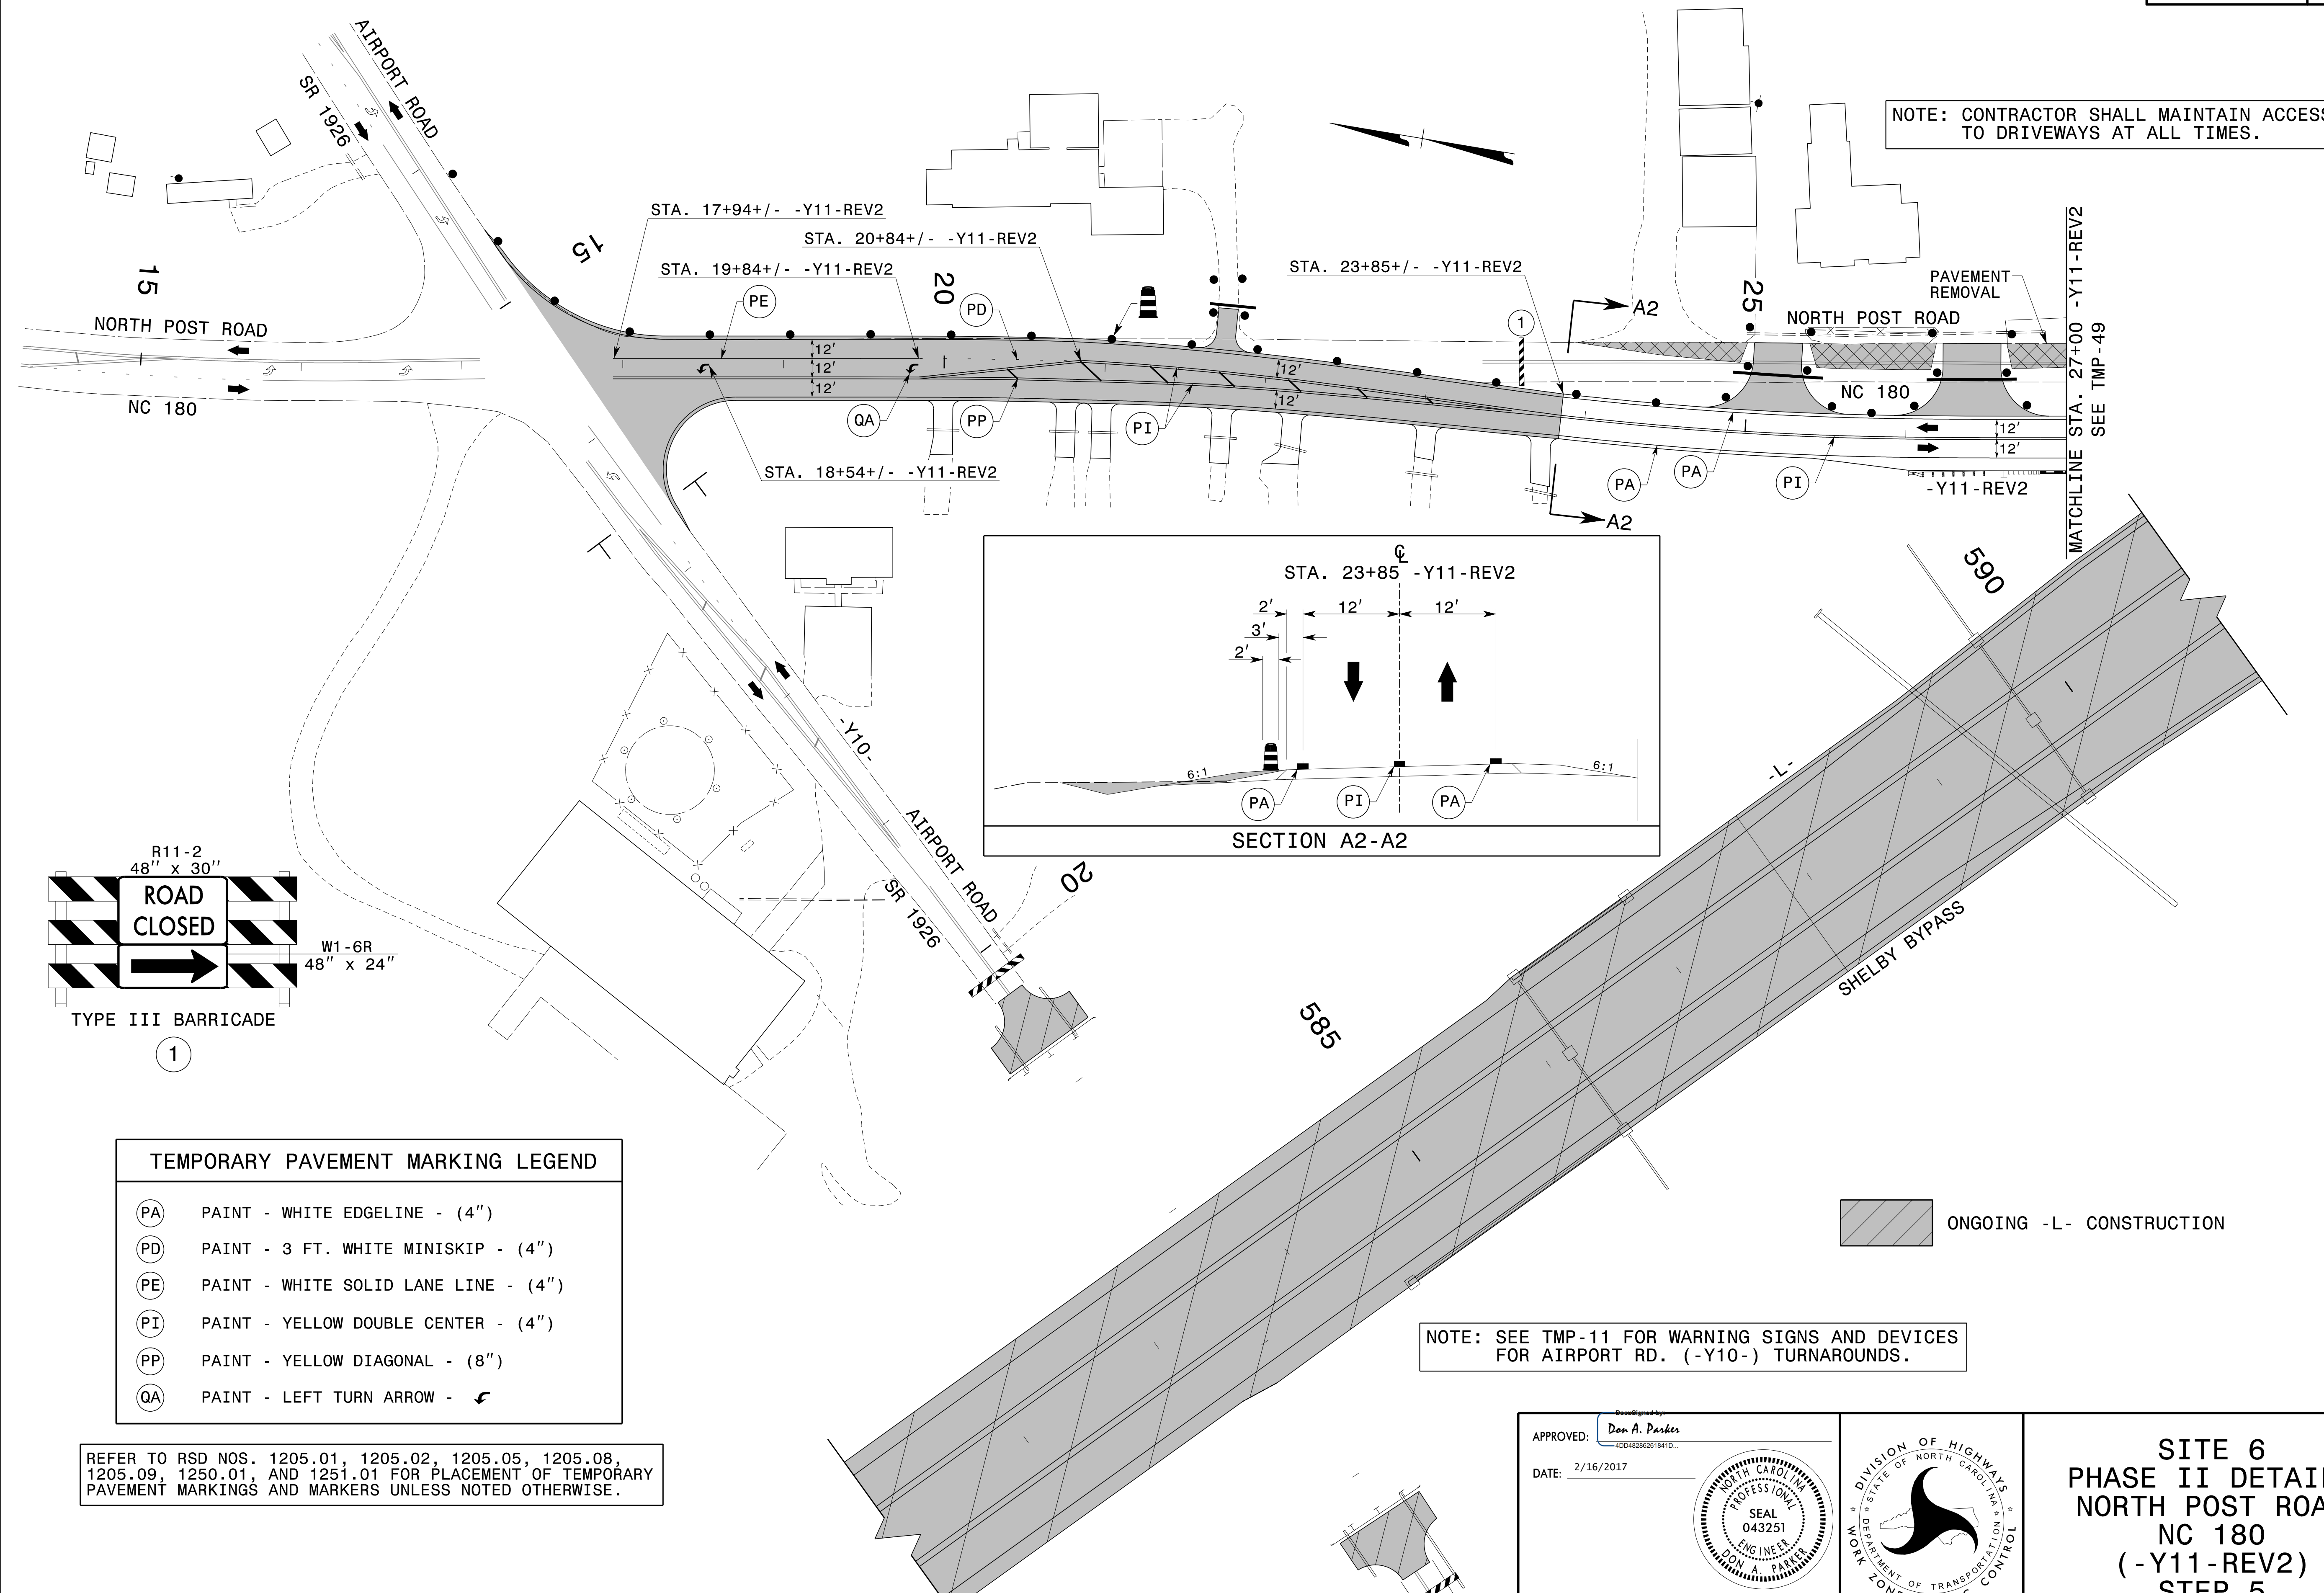 AIRPORT ROAD
SR 1926
NOTE: CONTRACTOR SHALL MAINTAIN ACCESS
TO DRIVEWAYS AT ALL TIMES.
STA. 17+94+/- -Y11-REV2
STA. 20+84+/- -Y11-REV2
STA. 19+84+/- -Y11-REV2
STA. 23+85+/- -Y11-REV2
15
15
20
25
PE
PD
1
A2
PAVEMENT
REMOVAL
NORTH POST ROAD
NORTH POST ROAD
NC 180
NC 180
12'
12'
12'
12'
12'
12'
12'
QA
PP
PI
PA
PA
PI
STA. 18+54+/- -Y11-REV2
A2
-Y11-REV2
MATCHLINE STA. 27+00 -Y11-REV2
SEE TMP-49
℄
STA. 23+85 -Y11-REV2
2'
12'
12'
3'
2'
6:1
6:1
PA
PI
PA
SECTION A2-A2
-Y10-
AIRPORT ROAD
SR 1926
20
590
585
-L-
SHELBY BYPASS
R11-2
48" x 30"
ROAD
CLOSED
W1-6R
48" x 24"
TYPE III BARRICADE
1
TEMPORARY PAVEMENT MARKING LEGEND
PA PAINT - WHITE EDGELINE - (4")
PD PAINT - 3 FT. WHITE MINISKIP - (4")
PE PAINT - WHITE SOLID LANE LINE - (4")
PI PAINT - YELLOW DOUBLE CENTER - (4")
PP PAINT - YELLOW DIAGONAL - (8")
QA PAINT - LEFT TURN ARROW -
REFER TO RSD NOS. 1205.01, 1205.02, 1205.05, 1205.08,
1205.09, 1250.01, AND 1251.01 FOR PLACEMENT OF TEMPORARY
PAVEMENT MARKINGS AND MARKERS UNLESS NOTED OTHERWISE.
ONGOING -L- CONSTRUCTION
NOTE: SEE TMP-11 FOR WARNING SIGNS AND DEVICES
FOR AIRPORT RD. (-Y10-) TURNAROUNDS.
APPROVED:
DocuSigned by:
Don A. Parker
4DD48286261841D...
DATE: 2/16/2017
NORTH CAROLINA
PROFESSIONAL
SEAL
043251
ENGINEER
DON A. PARKER
DIVISION OF HIGHWAYS
STATE OF NORTH CAROLINA
DEPARTMENT OF TRANSPORTATION
WORK CONTROL
SITE 6
PHASE II DETAI
NORTH POST ROA
NC 180
(-Y11-REV2)
STEP 5